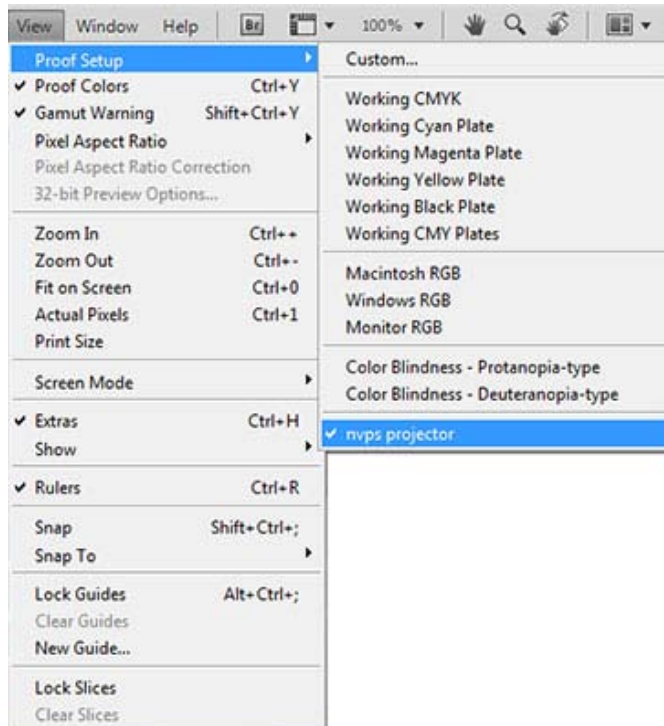 View Window Help Br 100%
Proof Setup
Proof Colors Ctrl+Y
Gamut Warning Shift+Ctrl+Y
Pixel Aspect Ratio
Pixel Aspect Ratio Correction
32-bit Preview Options...
Zoom In Ctrl++
Zoom Out Ctrl+-
Fit on Screen Ctrl+0
Actual Pixels Ctrl+1
Print Size
Screen Mode
Extras Ctrl+H
Show
Rulers Ctrl+R
Snap Shift+Ctrl+;
Snap To
Lock Guides Alt+Ctrl+;
Clear Guides
New Guide...
Lock Slices
Clear Slices
Custom...
Working CMYK
Working Cyan Plate
Working Magenta Plate
Working Yellow Plate
Working Black Plate
Working CMY Plates
Macintosh RGB
Windows RGB
Monitor RGB
Color Blindness - Protanopia-type
Color Blindness - Deuteranopia-type
nvps projector